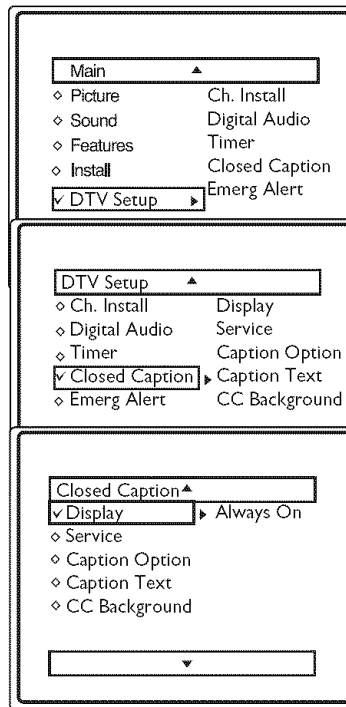 Main
Picture Ch. Install
Sound Digital Audio
Features Timer
Install Closed Caption
DTV Setup Emerg Alert
DTV Setup
Ch. Install Display
Digital Audio Service
Timer Caption Option
Closed Caption Caption Text
Emerg Alert CC Background
Closed Caption
Display Always On
Service
Caption Option
Caption Text
CC Background